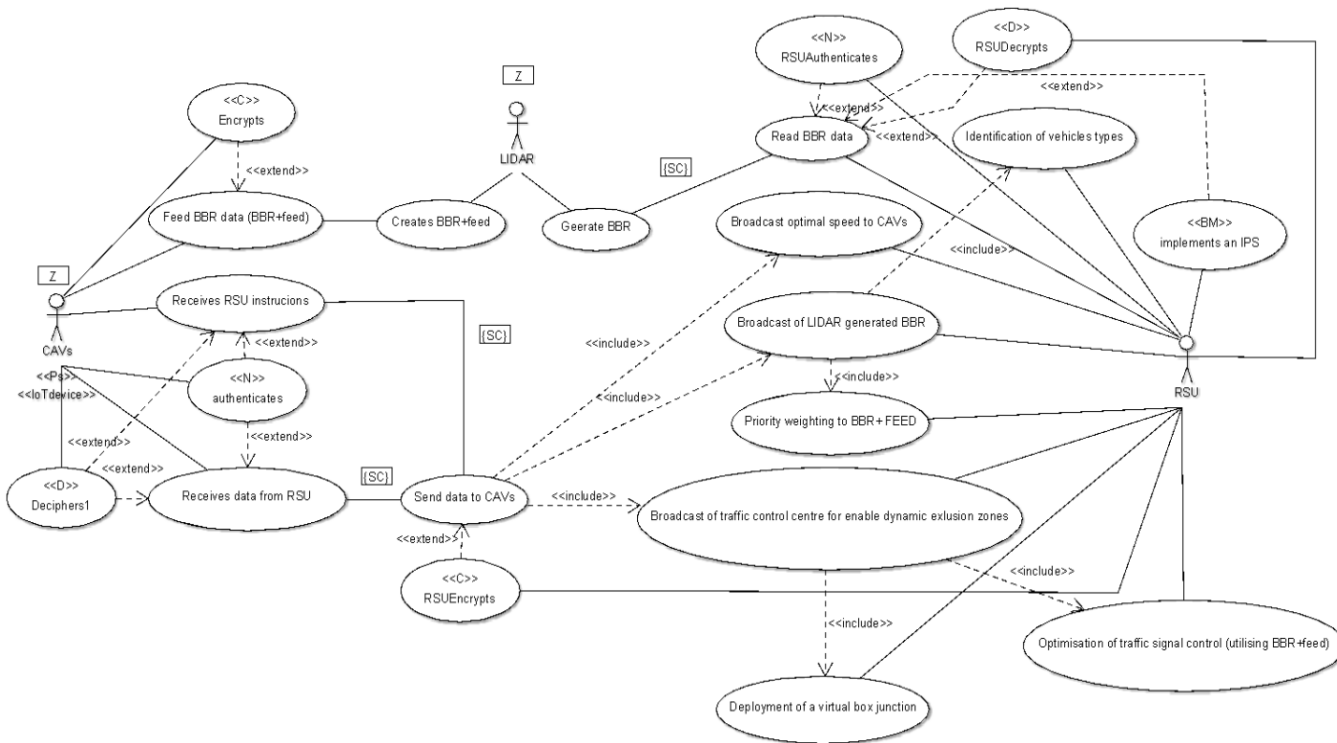 <<N>>
RSUAuthenticates
<<D>>
RSUDecrypts
Z
<<C>>
Encrypts
<<extend>>
<<extend>>
<<extend>>
Read BBR data
Identification of vehicles types
LIDAR
{SC}
<<extend>>
Feed BBR data (BBR+feed)
Creates BBR+feed
Geerate BBR
Broadcast optimal speed to CAVs
<<BM>>
implements an IPS
<<include>>
Z
Receives RSU instrucions
Broadcast of LIDAR generated BBR
{SC}
CAVs
<<extend>>
<<include>>
<<Ps>>
<<IoTdevice>>
<<N>>
authenticates
<<include>>
<<include>>
RSU
Priority weighting to BBR+ FEED
<<extend>>
<<extend>>
{SC}
<<D>>
Deciphers1
Receives data from RSU
Send data to CAVs
<<include>>
Broadcast of traffic control centre for enable dynamic exlusion zones
<<extend>>
<<C>>
RSUEncrypts
<<include>>
<<include>>
Optimisation of traffic signal control (utilising BBR+feed)
Deployment of a virtual box junction